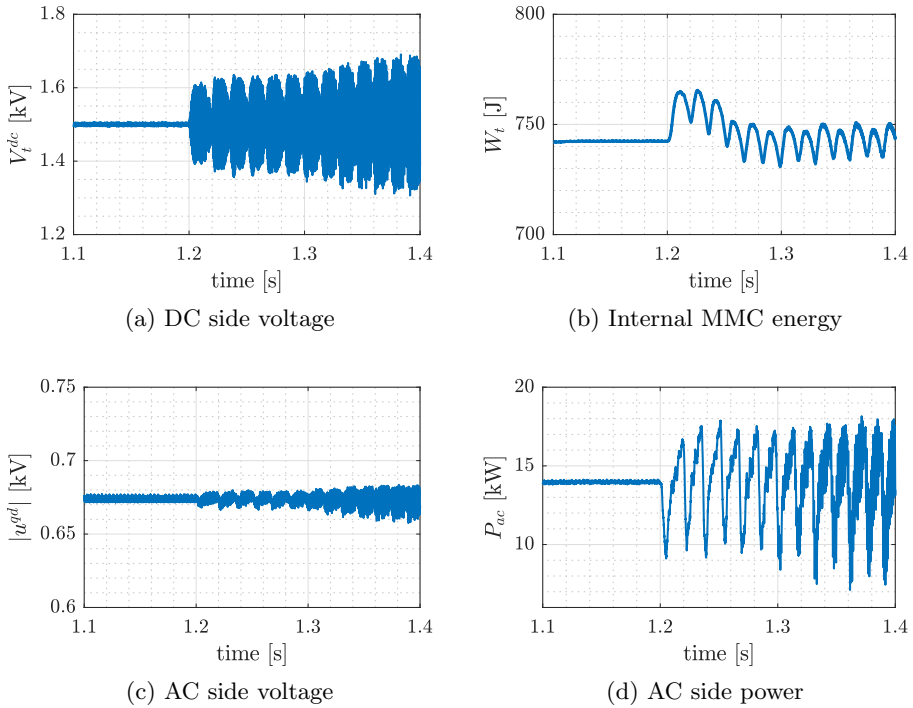 1.8
1.6
1.4
1.2
V_t^{dc} [kV]
1.1 1.2 1.3 1.4
time [s]
(a) DC side voltage
800
750
700
W_t [J]
1.1 1.2 1.3 1.4
time [s]
(b) Internal MMC energy
0.75
0.7
0.65
0.6
|u^{qd}| [kV]
1.1 1.2 1.3 1.4
time [s]
(c) AC side voltage
20
15
10
P_{ac} [kW]
1.1 1.2 1.3 1.4
time [s]
(d) AC side power